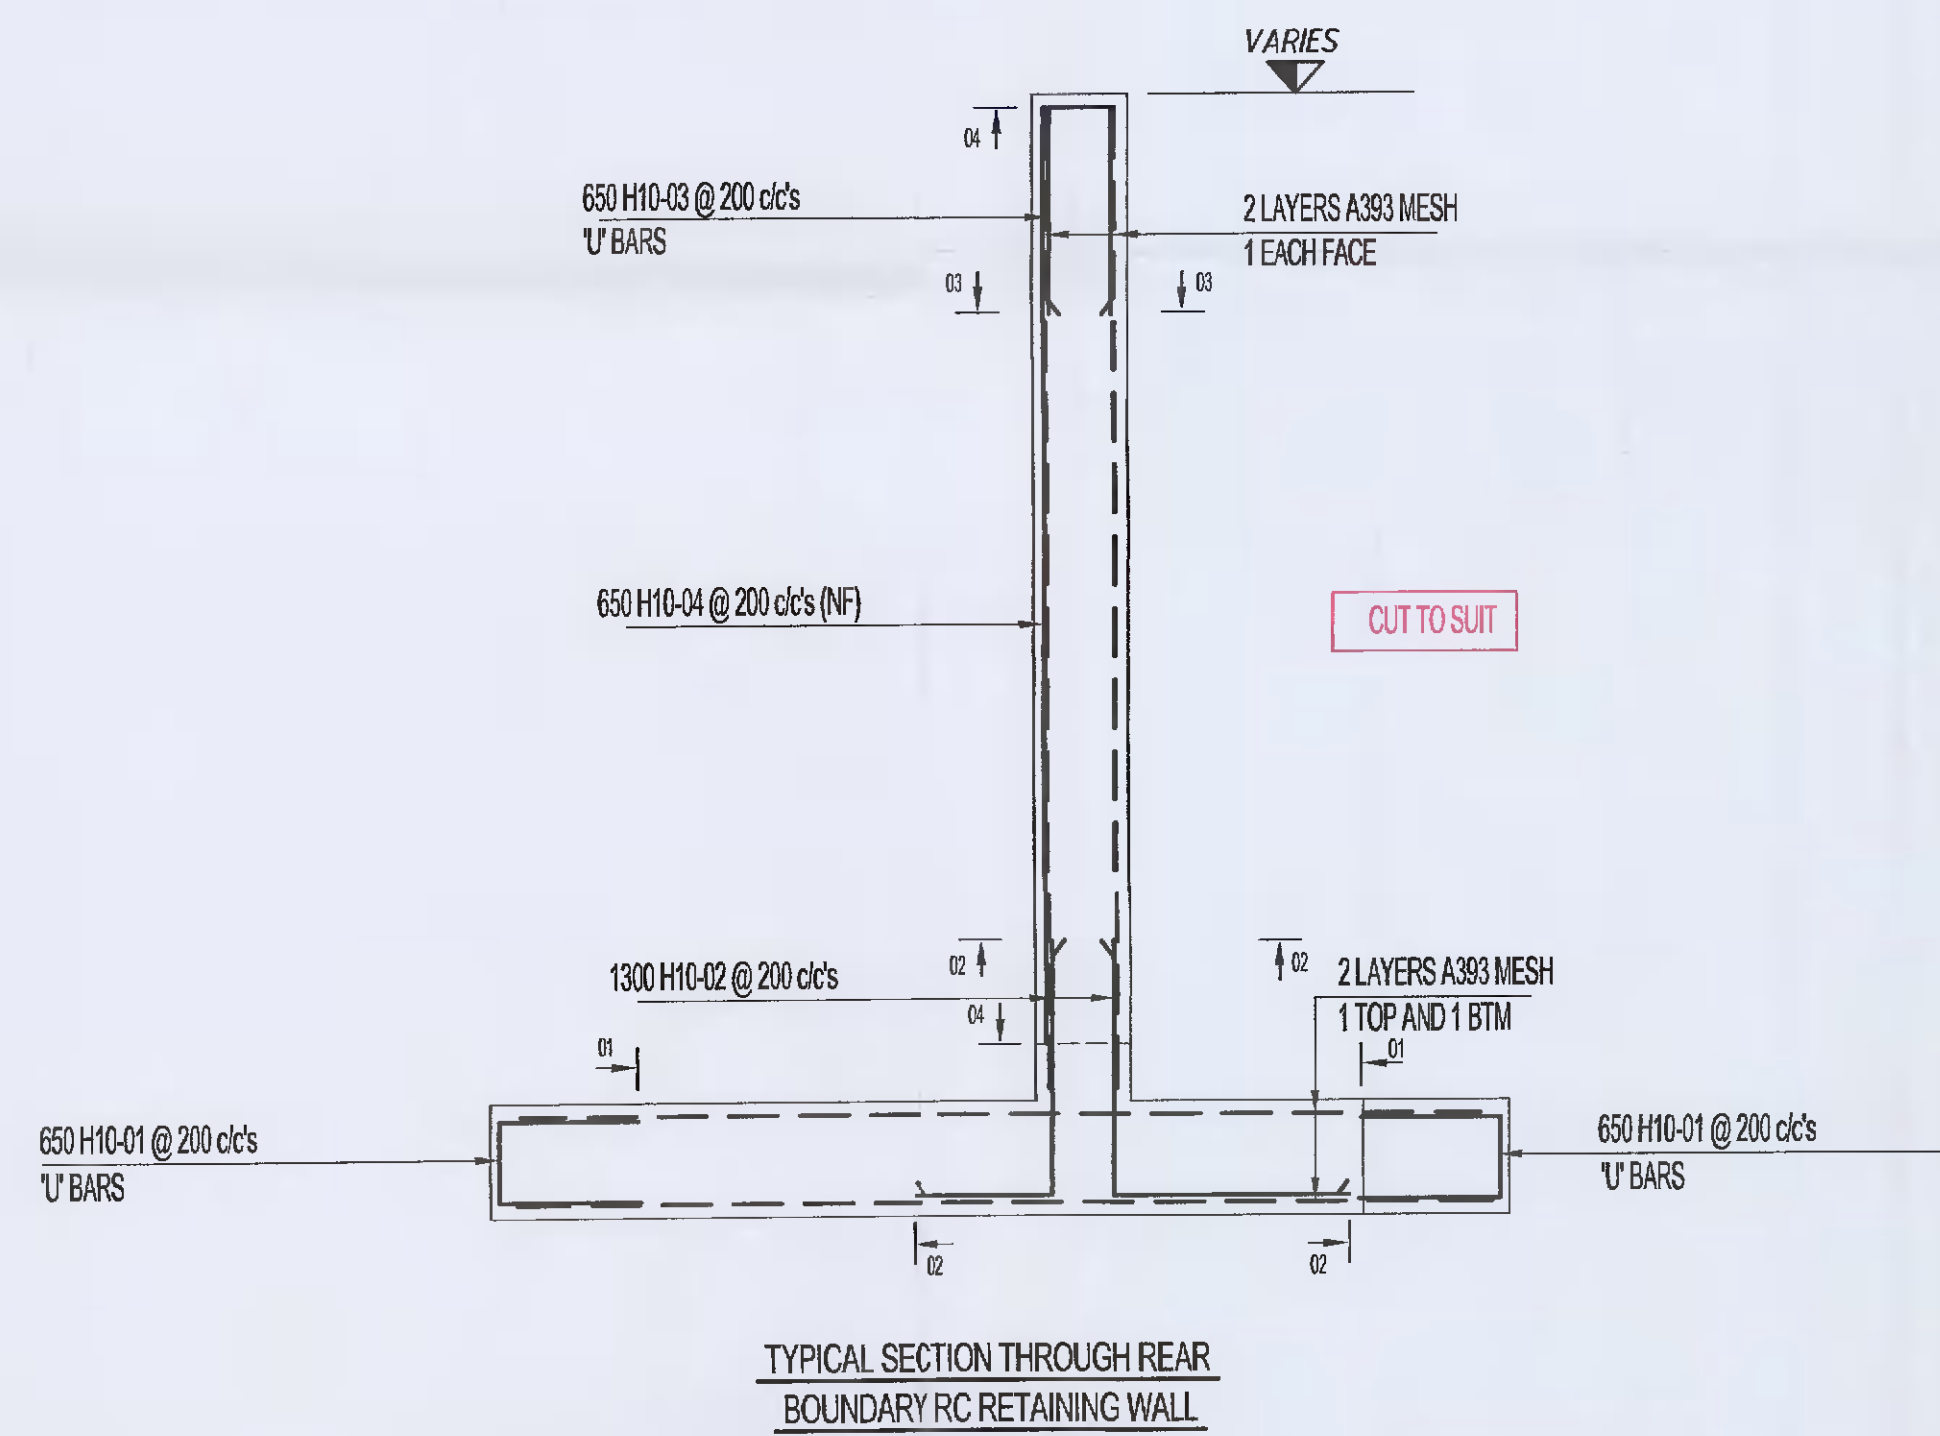 VARIES
04
650 H10-03 @ 200 c/c's
'U' BARS
2 LAYERS A393 MESH
1 EACH FACE
03
03
650 H10-04 @ 200 c/c's (NF)
CUT TO SUIT
02
02
1300 H10-02 @ 200 c/c's
2 LAYERS A393 MESH
1 TOP AND 1 BTM
04
01
01
650 H10-01 @ 200 c/c's
'U' BARS
650 H10-01 @ 200 c/c's
'U' BARS
02
02
TYPICAL SECTION THROUGH REAR
BOUNDARY RC RETAINING WALL